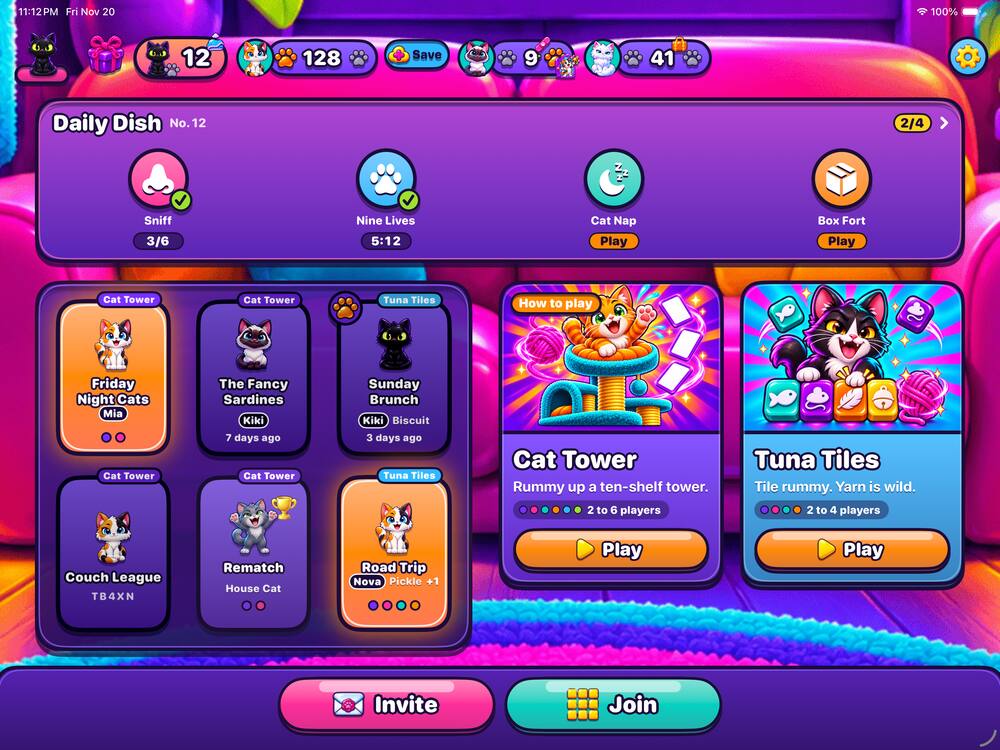 11:12 PM Fri Nov 20
100%
12
128
Save
9
41
Daily Dish No. 12
2/4
Sniff
3/6
Nine Lives
5:12
Cat Nap
Play
Box Fort
Play
Cat Tower
Friday
Night Cats
Mia
Cat Tower
The Fancy
Sardines
Kiki
7 days ago
Tuna Tiles
Sunday
Brunch
Kiki Biscuit
3 days ago
Cat Tower
Couch League
TB4XN
Cat Tower
Rematch
House Cat
Tuna Tiles
Road Trip
Nova Pickle +1
How to play
Cat Tower
Rummy up a ten-shelf tower.
2 to 6 players
Play
Tuna Tiles
Tile rummy. Yarn is wild.
2 to 4 players
Play
Invite
Join